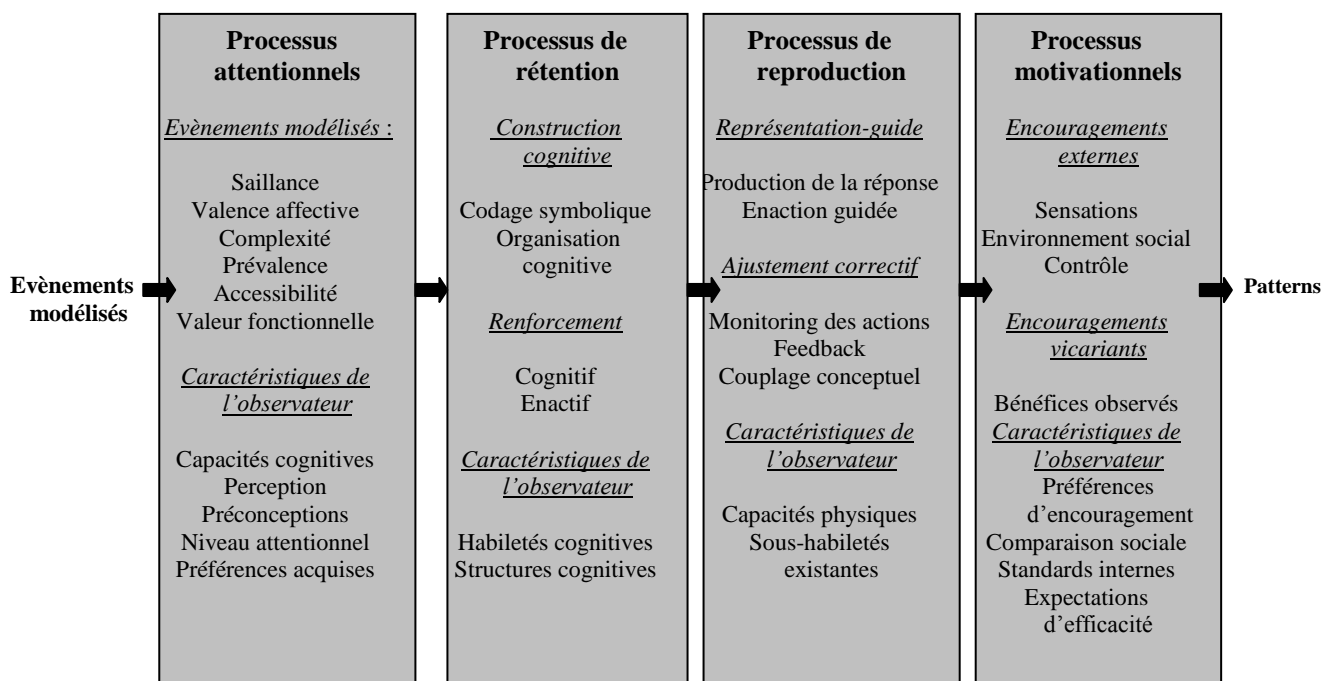 Evènements
modélisés
Processus
attentionnels
Evènements modélisés :
Saillance
Valence affective
Complexité
Prévalence
Accessibilité
Valeur fonctionnelle
Caractéristiques de
l’observateur
Capacités cognitives
Perception
Préconceptions
Niveau attentionnel
Préférences acquises
Processus de
rétention
Construction
cognitive
Codage symbolique
Organisation
cognitive
Renforcement
Cognitif
Enactif
Caractéristiques de
l’observateur
Habiletés cognitives
Structures cognitives
Processus de
reproduction
Représentation-guide
Production de la réponse
Enaction guidée
Ajustement correctif
Monitoring des actions
Feedback
Couplage conceptuel
Caractéristiques de
l’observateur
Capacités physiques
Sous-habiletés
existantes
Processus
motivationnels
Encouragements
externes
Sensations
Environnement social
Contrôle
Encouragements
vicariants
Bénéfices observés
Caractéristiques de
l’observateur
Préférences
d’encouragement
Comparaison sociale
Standards internes
Expectations
d’efficacité
Patterns